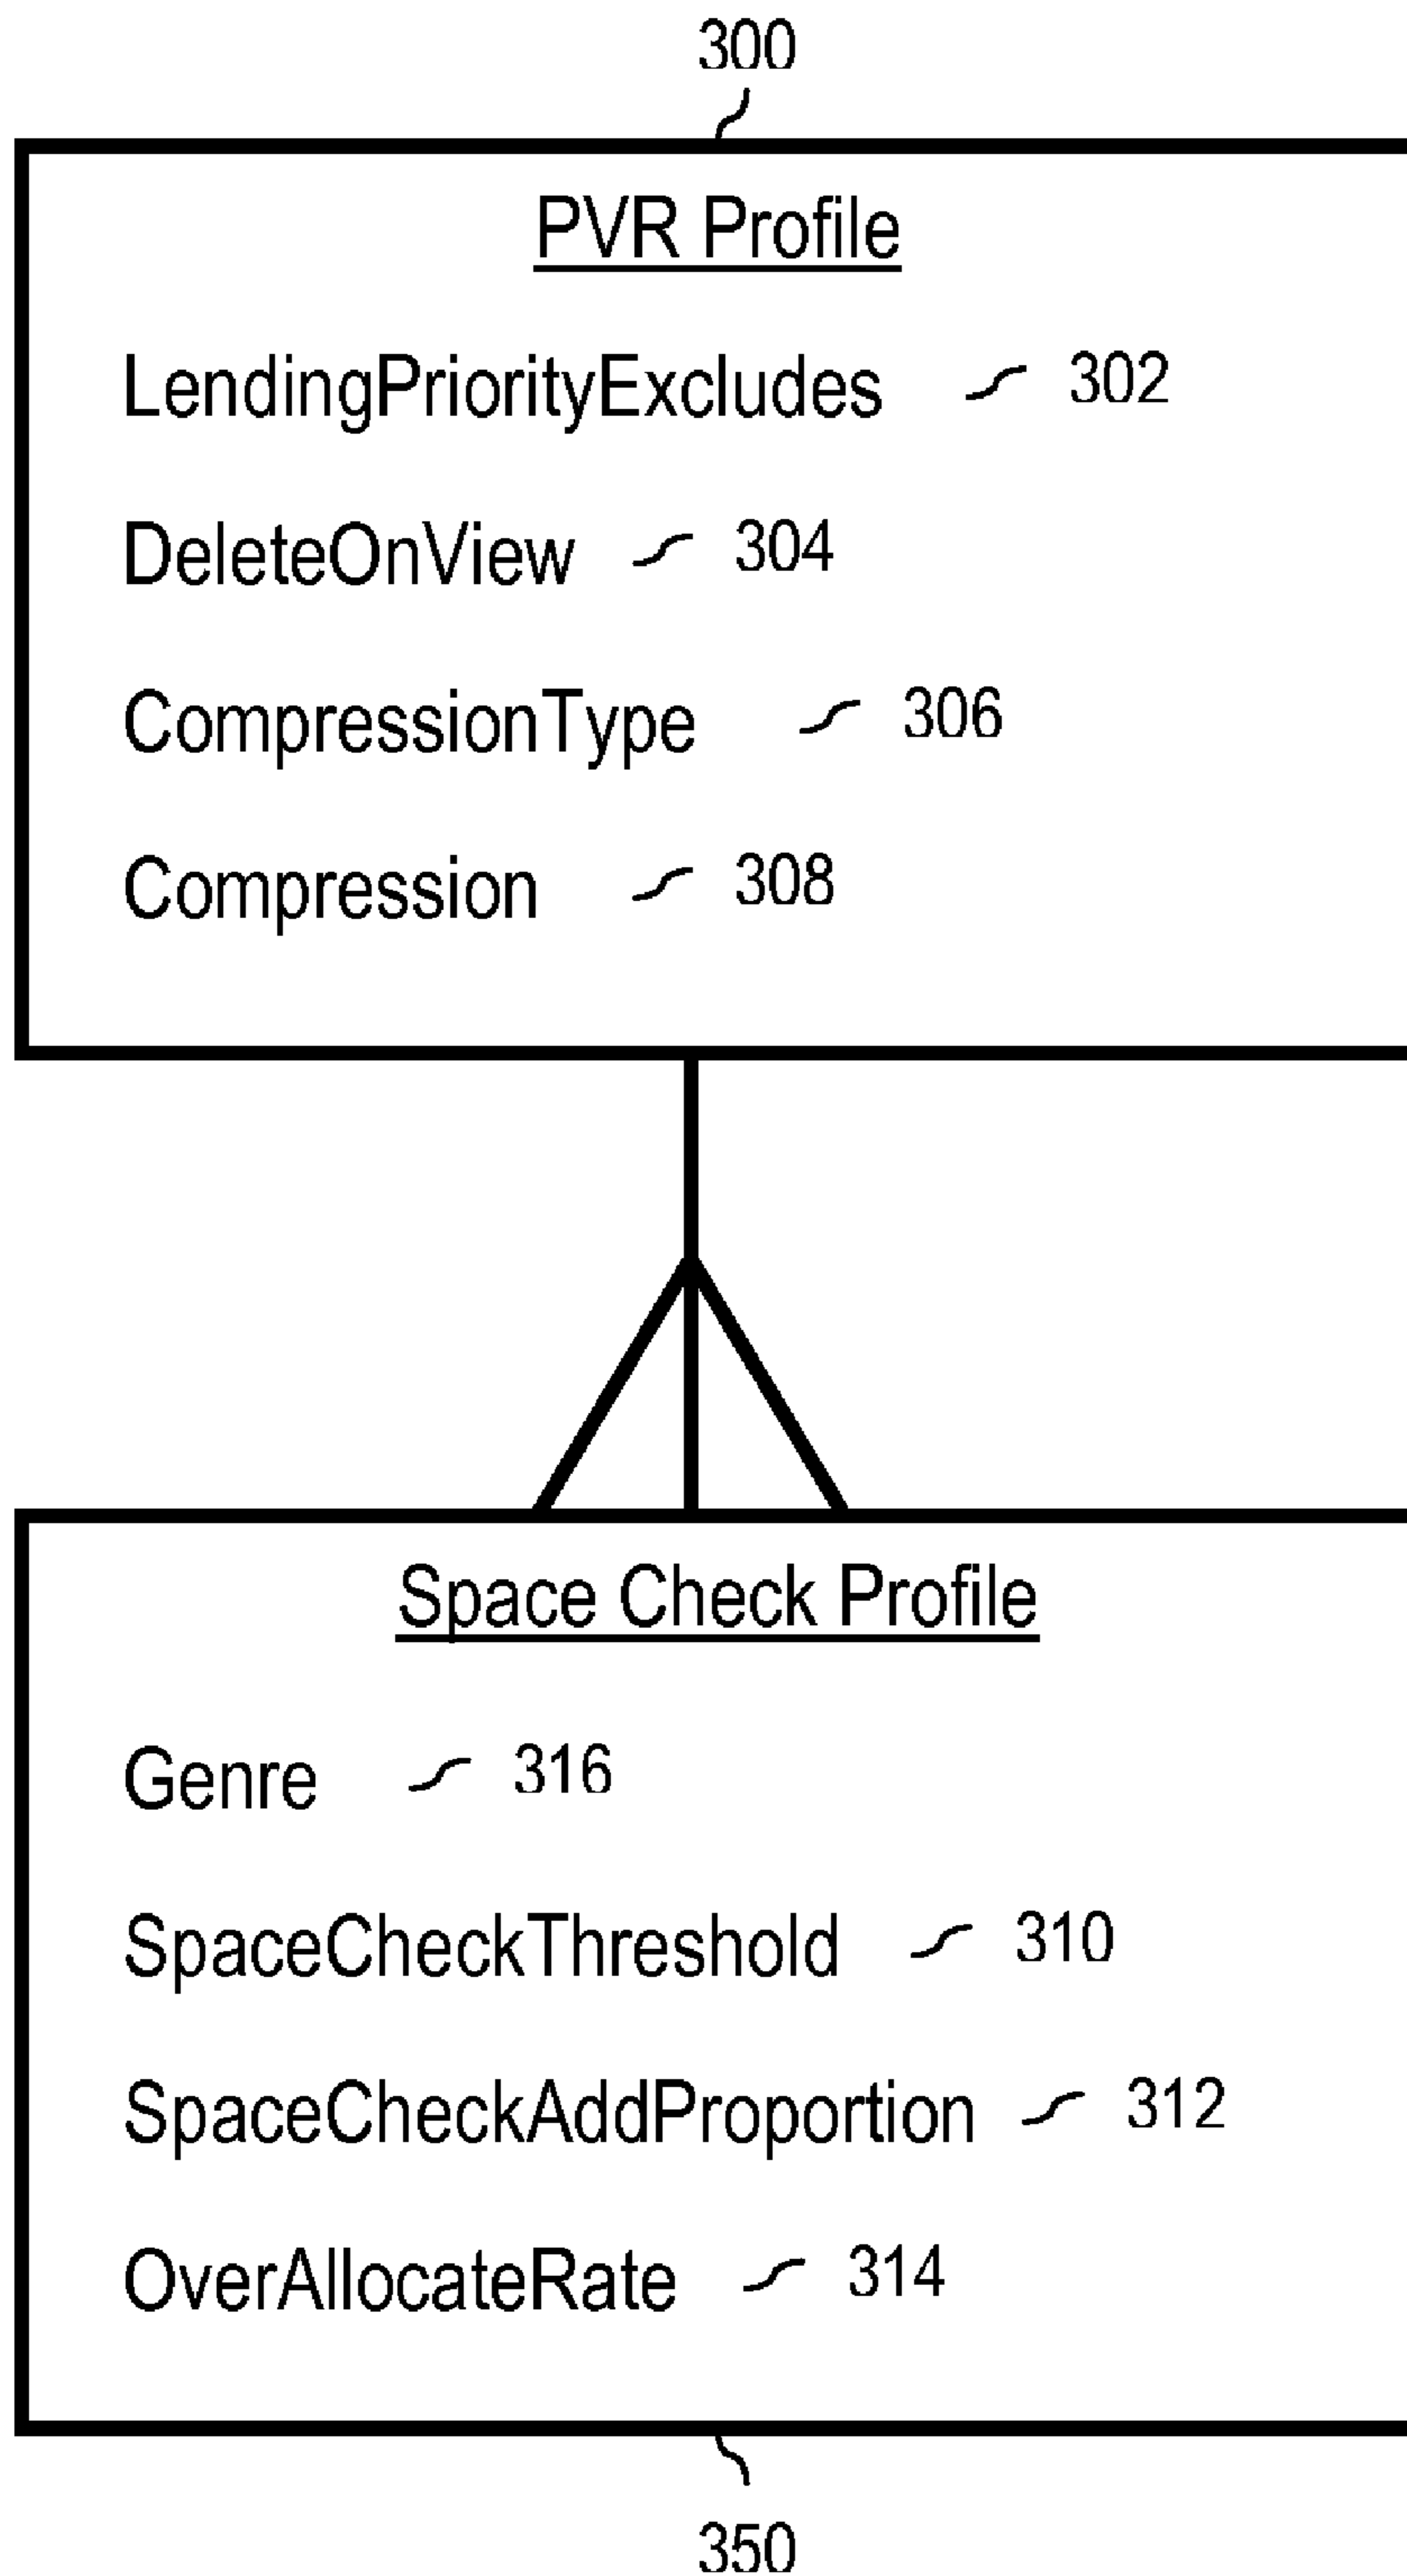 300
PVR Profile
LendingPriorityExcludes 302
DeleteOnView 304
CompressionType 306
Compression 308
Space Check Profile
Genre 316
SpaceCheckThreshold 310
SpaceCheckAddProportion 312
OverAllocateRate 314
350